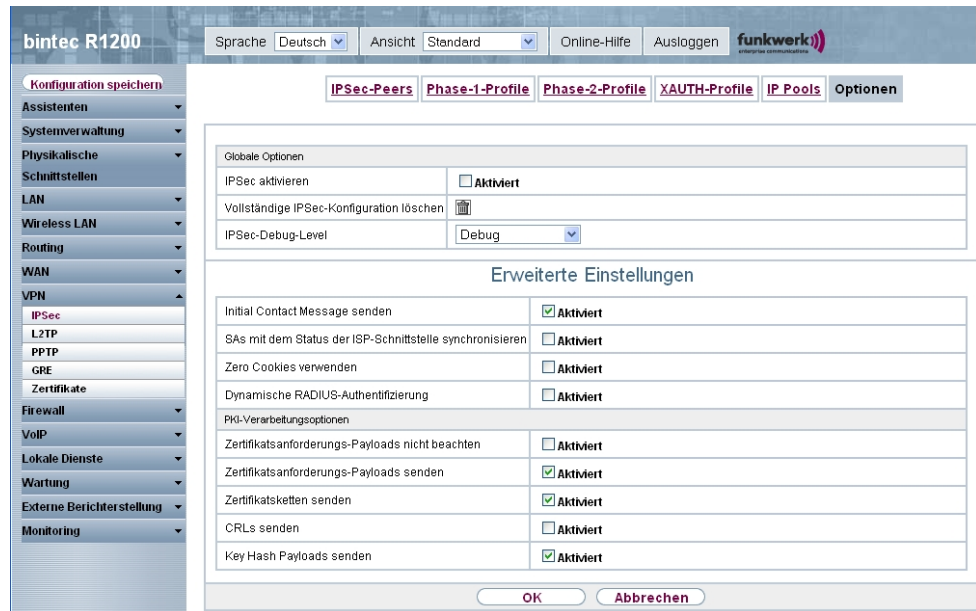 bintec R1200
Sprache Deutsch Ansicht Standard Online-Hilfe Ausloggen funkwerk
enterprise communications
Konfiguration speichern
Assistenten
Systemverwaltung
Physikalische
Schnittstellen
LAN
Wireless LAN
Routing
WAN
VPN
IPSec
L2TP
PPTP
GRE
Zertifikate
Firewall
VoIP
Lokale Dienste
Wartung
Externe Berichterstellung
Monitoring
IPSec-Peers Phase-1-Profile Phase-2-Profile XAUTH-Profile IP Pools Optionen
Globale Optionen
IPSec aktivieren Aktiviert
Vollständige IPSec-Konfiguration löschen
IPSec-Debug-Level Debug
Erweiterte Einstellungen
Initial Contact Message senden Aktiviert
SAs mit dem Status der ISP-Schnittstelle synchronisieren Aktiviert
Zero Cookies verwenden Aktiviert
Dynamische RADIUS-Authentifizierung Aktiviert
PKI-Verarbeitungsoptionen
Zertifikatsanforderungs-Payloads nicht beachten Aktiviert
Zertifikatsanforderungs-Payloads senden Aktiviert
Zertifikatsketten senden Aktiviert
CRLs senden Aktiviert
Key Hash Payloads senden Aktiviert
OK Abbrechen